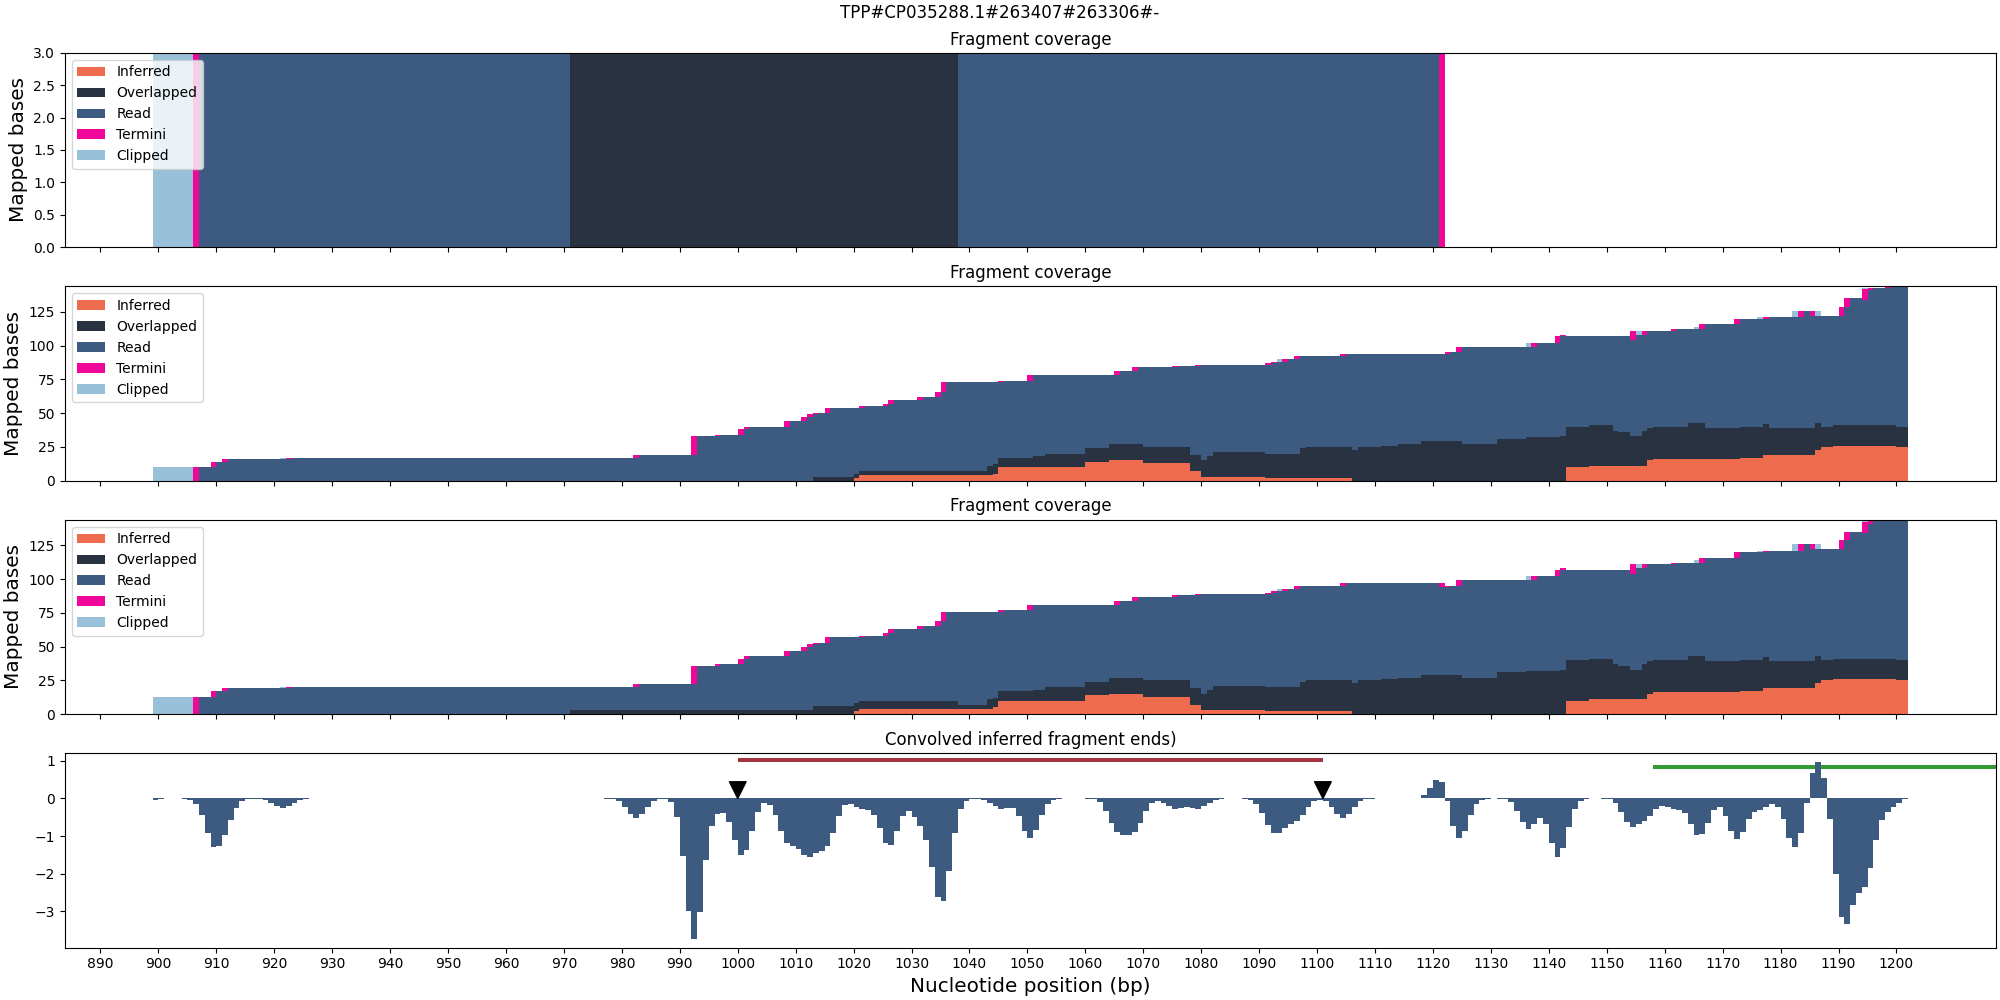 TPP#CP035288.1#263407#263306#-
Fragment coverage
Mapped bases
3.0
2.5
2.0
1.5
1.0
0.5
0.0
Inferred
Overlapped
Read
Termini
Clipped
Fragment coverage
Mapped bases
125
100
75
50
25
0
Inferred
Overlapped
Read
Termini
Clipped
Fragment coverage
Mapped bases
125
100
75
50
25
0
Inferred
Overlapped
Read
Termini
Clipped
Convolved inferred fragment ends)
1
0
−1
−2
−3
890 900 910 920 930 940 950 960 970 980 990 1000 1010 1020 1030 1040 1050 1060 1070 1080 1090 1100 1110 1120 1130 1140 1150 1160 1170 1180 1190 1200
Nucleotide position (bp)